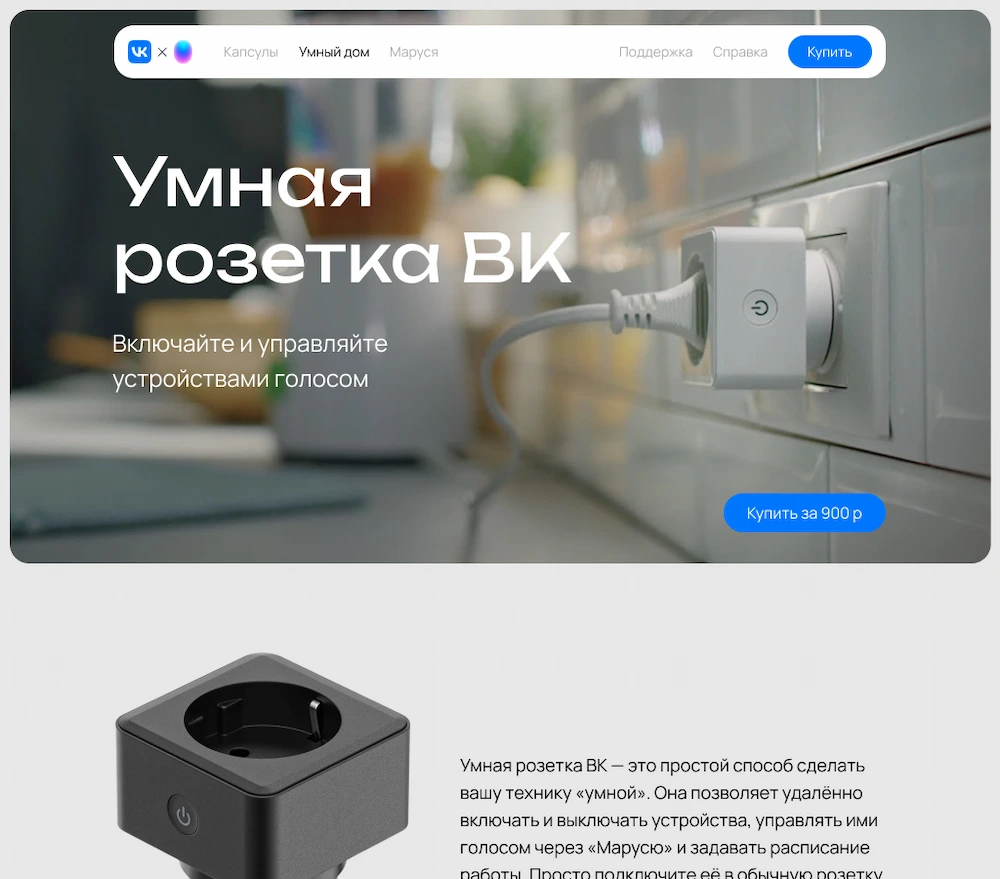 VK × Капсулы Умный дом Маруся Поддержка Справка Купить
Умная
розетка ВК
Включайте и управляйте
устройствами голосом
Купить за 900 р
Умная розетка ВК — это простой способ сделать
вашу технику «умной». Она позволяет удалённо
включать и выключать устройства, управлять ими
голосом через «Марусю» и задавать расписание
работы. Просто подключите её в обычную розетку